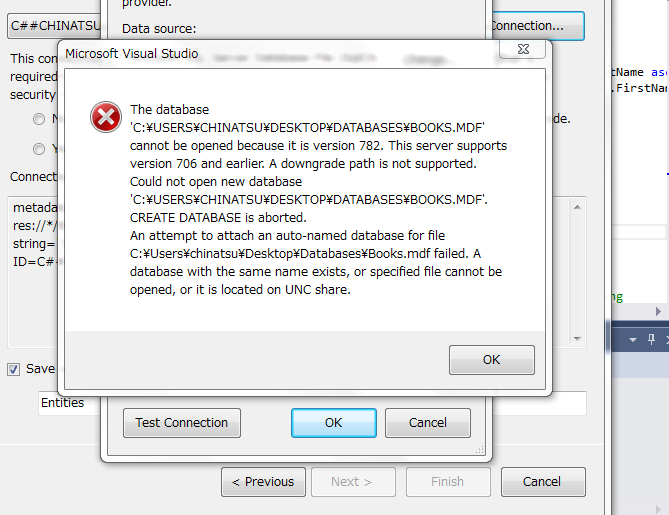 provider.
Data source:
C##CHINATSU
Connection...
Microsoft Visual Studio
This con
required
security
The database
'C:¥USERS¥CHINATSU¥DESKTOP¥DATABASES¥BOOKS.MDF'
cannot be opened because it is version 782. This server supports
version 706 and earlier. A downgrade path is not supported.
Could not open new database
'C:¥USERS¥CHINATSU¥DESKTOP¥DATABASES¥BOOKS.MDF'.
CREATE DATABASE is aborted.
An attempt to attach an auto-named database for file
C:¥Users¥chinatsu¥Desktop¥Databases¥Books.mdf failed. A
database with the same name exists, or specified file cannot be
opened, or it is located on UNC share.
OK
N
de.
Y
Connect
metada
res://*/
string=
ID=C##
tName asc
.FirstNam
ng
Save
Entities
Test Connection
OK
Cancel
< Previous
Next >
Finish
Cancel